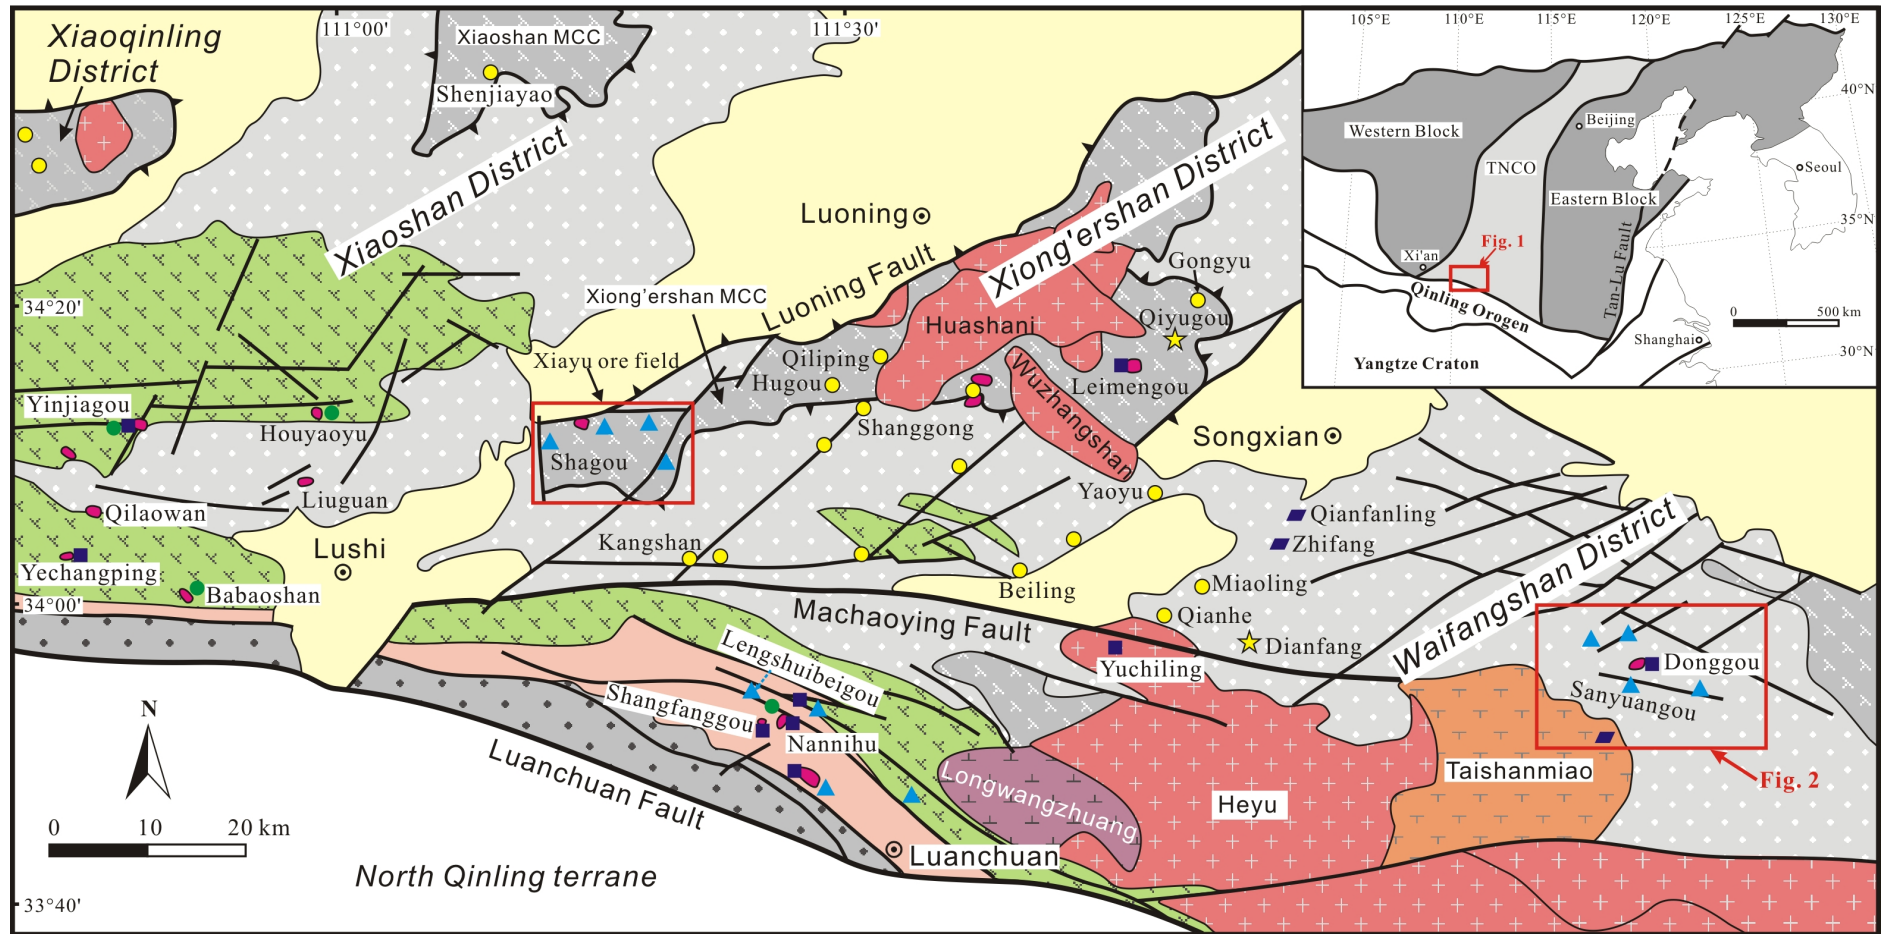 Xiaoqinling
District
111°00'
Xiaoshan MCC
Shenjiayao
111°30'
Xiaoshan District
Luoning
Luoning Fault
Xiong'ershan District
Gongyu
Qiyugou
Xiong'ershan MCC
34°20'
Xiayu ore field
Qiliping
Hugou
Huashani
Leimengou
Wuzhangshan
Yinjiagou
Houyaoyu
Shagou
Shanggong
Songxian
Liuguan
Qilaowan
Yaoyu
Qianfanling
Zhifang
Lushi
Kangshan
Yechangping
Babaoshan
Beiling
Miaoling
34°00'
Machaoying Fault
Qianhe
Dianfang
Waifangshan District
Lengshuibeigou
Yuchiling
Donggou
Shangfanggou
Sanyuangou
Nannihu
N
Luanchuan Fault
Longwangzhuang
Taishanmiao
Fig. 2
Heyu
0 10 20 km
Luanchuan
North Qinling terrane
33°40'
105°E 110°E 115°E 120°E 125°E 130°E
40°N
Western Block
Beijing
TNCO
Seoul
Eastern Block
35°N
Fig. 1
Xi'an
Tan-Lu Fault
Qinling Orogen
0 500 km
Shanghai
30°N
Yangtze Craton